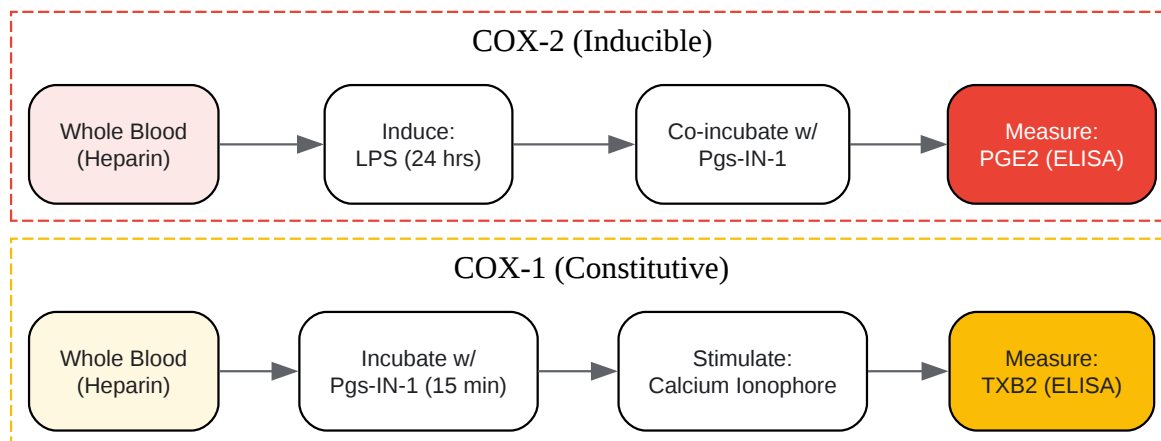 COX-2 (Inducible)
Whole Blood
(Heparin)
Induce:
LPS (24 hrs)
Co-incubate w/
Pgs-IN-1
Measure:
PGE2 (ELISA)
COX-1 (Constitutive)
Whole Blood
(Heparin)
Incubate w/
Pgs-IN-1 (15 min)
Stimulate:
Calcium Ionophore
Measure:
TXB2 (ELISA)